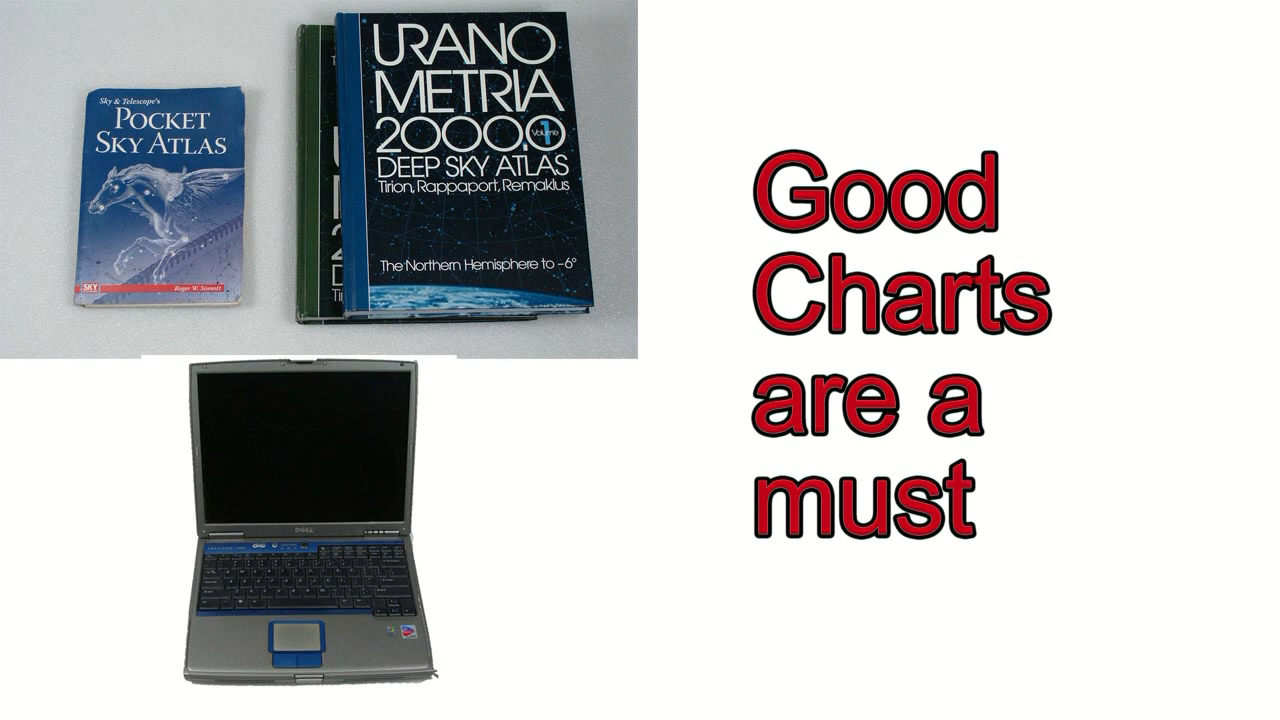 Sky & Telescope's
POCKET
SKY ATLAS
SKY
Roger W. Sinnott
URANO
METRIA
2000.0
Volume 1
DEEP SKY ATLAS
Tirion, Rappaport, Remaklus
The Northern Hemisphere to -6°
DELL
Good
Charts
are a
must